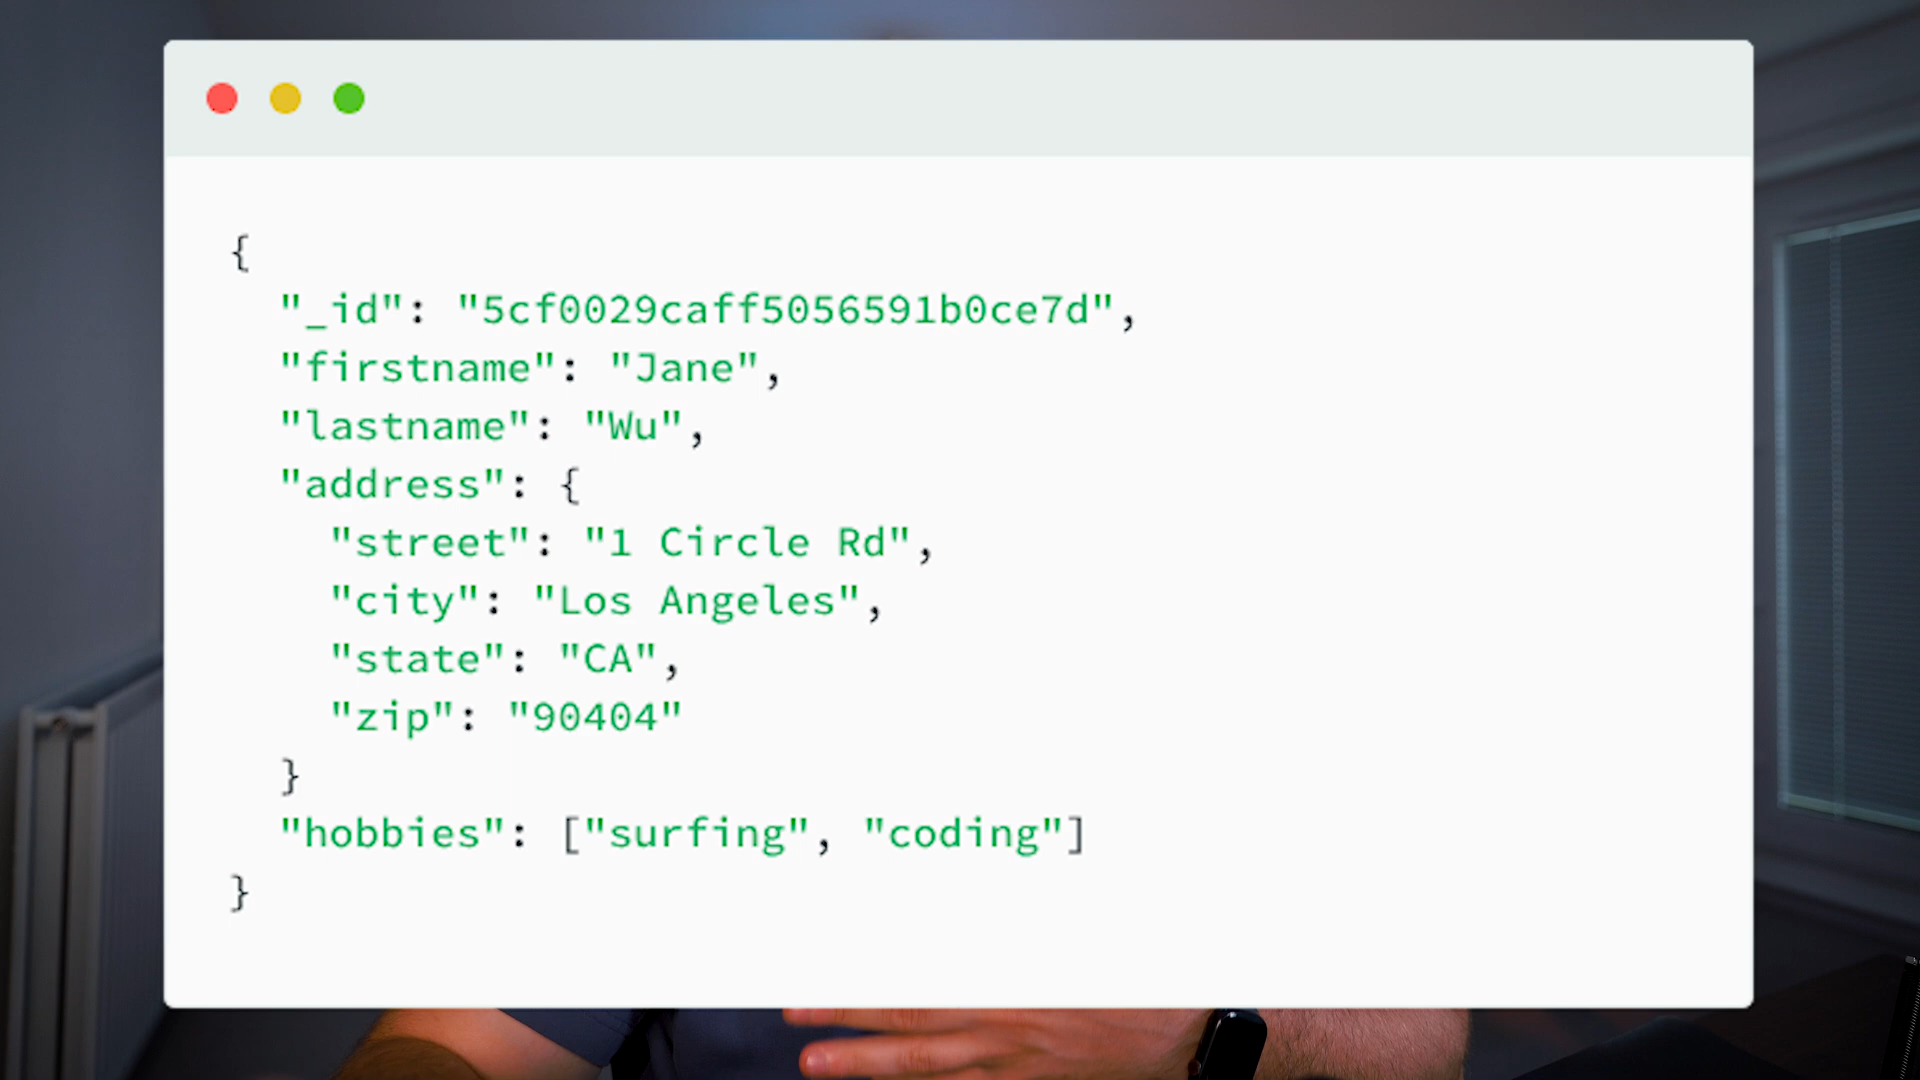 {
"_id": "5cf0029caff5056591b0ce7d",
"firstname": "Jane",
"lastname": "Wu",
"address": {
"street": "1 Circle Rd",
"city": "Los Angeles",
"state": "CA",
"zip": "90404"
}
"hobbies": ["surfing", "coding"]
}